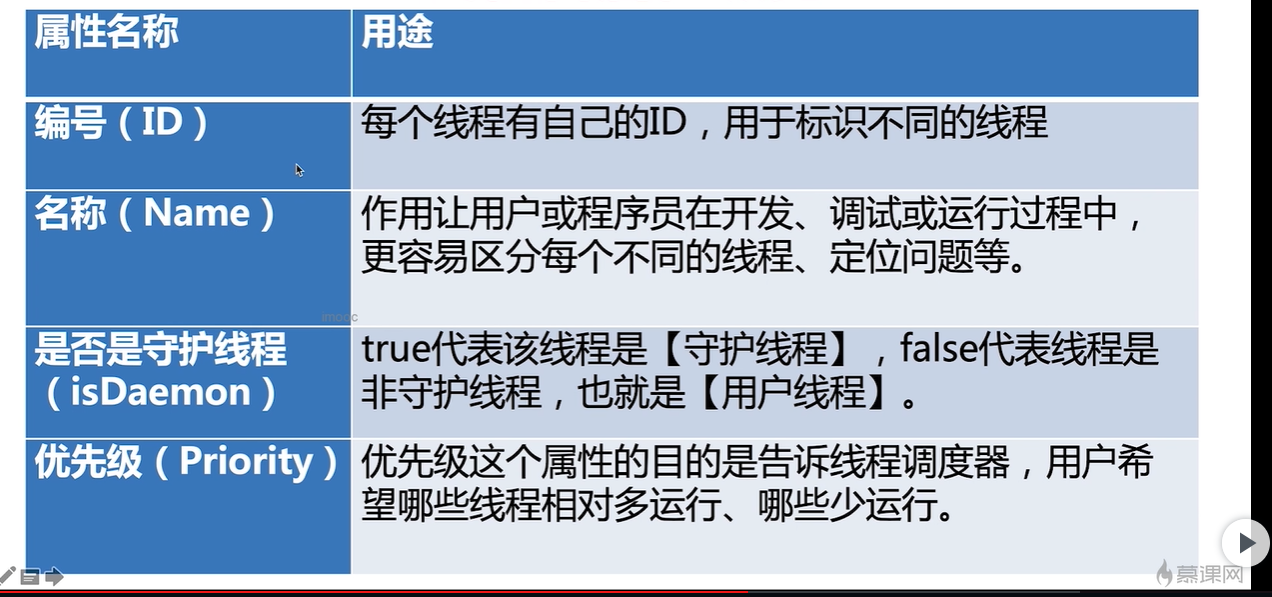 属性名称
用途
编号（ID）
每个线程有自己的ID，用于标识不同的线程
名称（Name）
作用让用户或程序员在开发、调试或运行过程中，
更容易区分每个不同的线程、定位问题等。
imooc
是否是守护线程
（isDaemon）
true代表该线程是【守护线程】，false代表线程是
非守护线程，也就是【用户线程】。
优先级（Priority）
优先级这个属性的目的是告诉线程调度器，用户希
望哪些线程相对多运行、哪些少运行。
慕课网